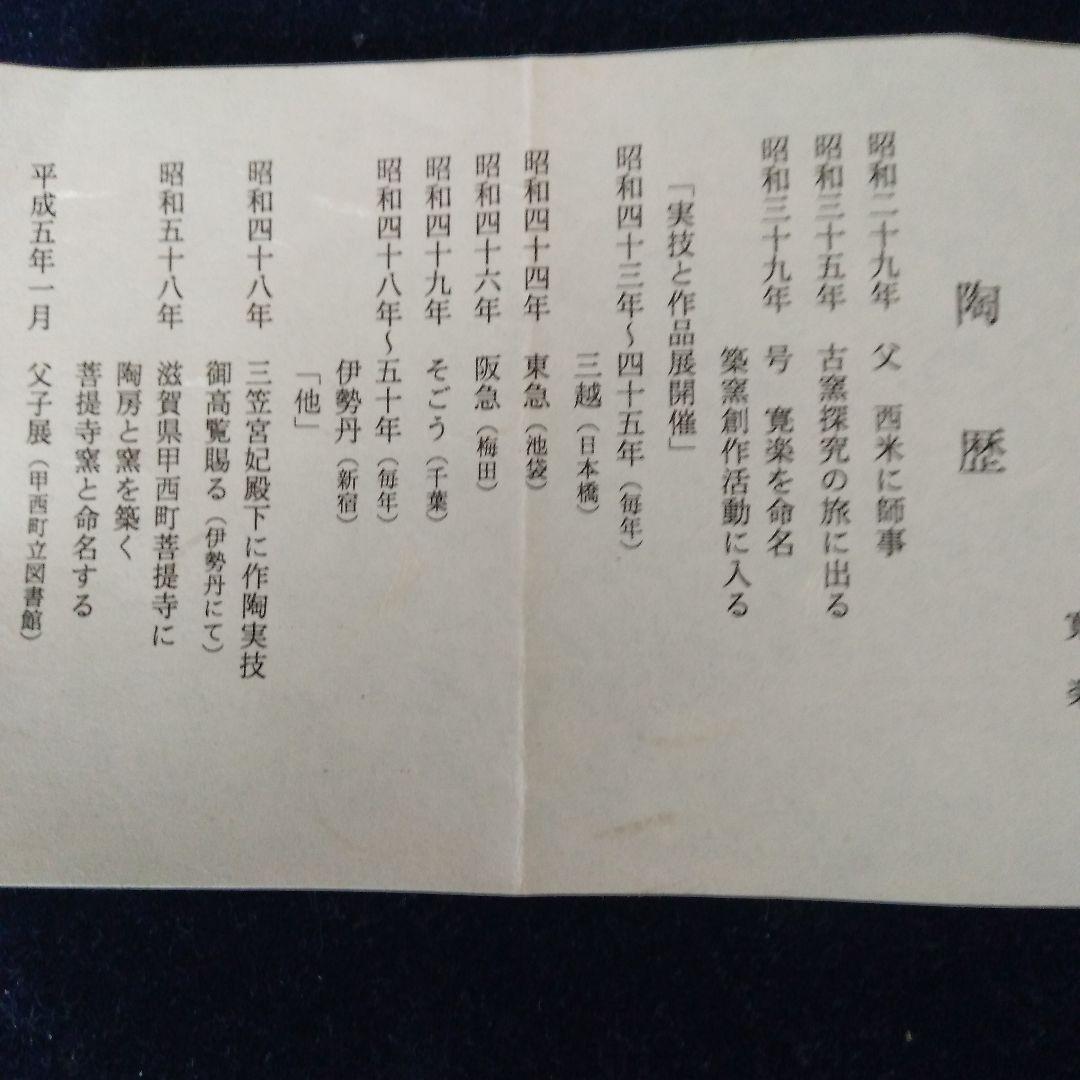 寛楽
陶歴
昭和二十九年 父 西米に師事
昭和三十五年 古窯探究の旅に出る
昭和三十九年 号 寛楽を命名
築窯創作活動に入る
「実技と作品展開催」
昭和四十三年～四十五年（毎年）
三越（日本橋）
昭和四十四年 東急（池袋）
昭和四十六年 阪急（梅田）
昭和四十九年 そごう（千葉）
昭和四十八年～五十年（毎年）
伊勢丹（新宿）
「他」
昭和四十八年 三笠宮妃殿下に作陶実技
御高覧賜る（伊勢丹にて）
昭和五十八年 滋賀県甲西町菩提寺に
陶房と窯を築く
菩提寺窯と命名する
平成五年一月 父子展（甲西町立図書館）